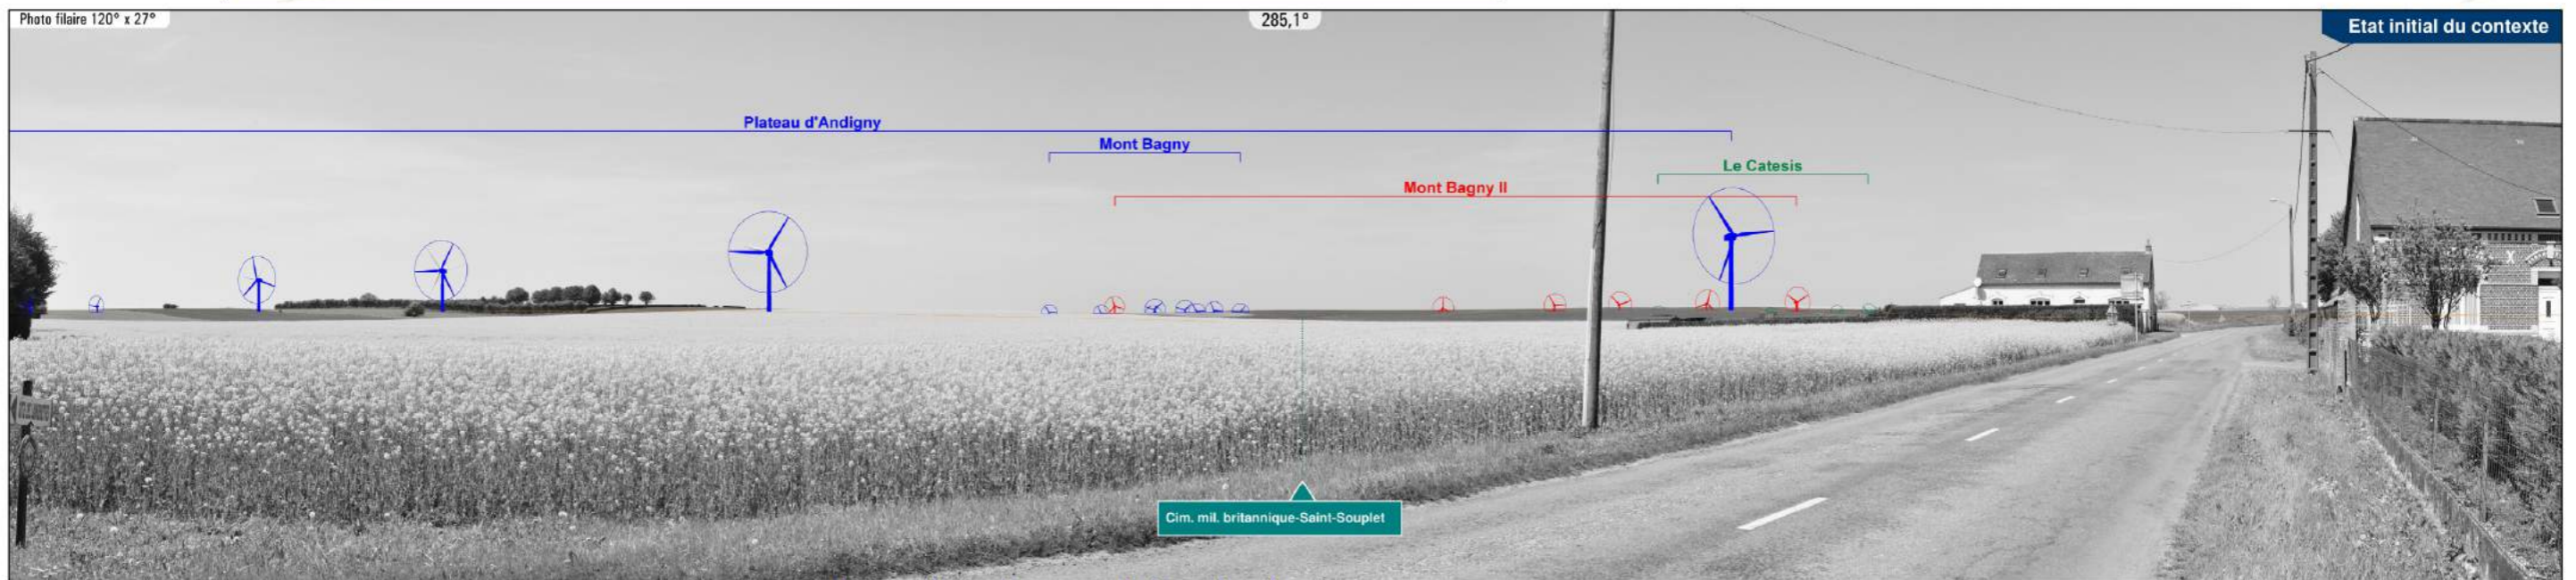 Photo filaire 120° x 27°
285,1°
Etat initial du contexte
Plateau d'Andigny
Mont Bagny
Le Catesis
Mont Bagny II
Cim. mil. britannique-Saint-Souplet